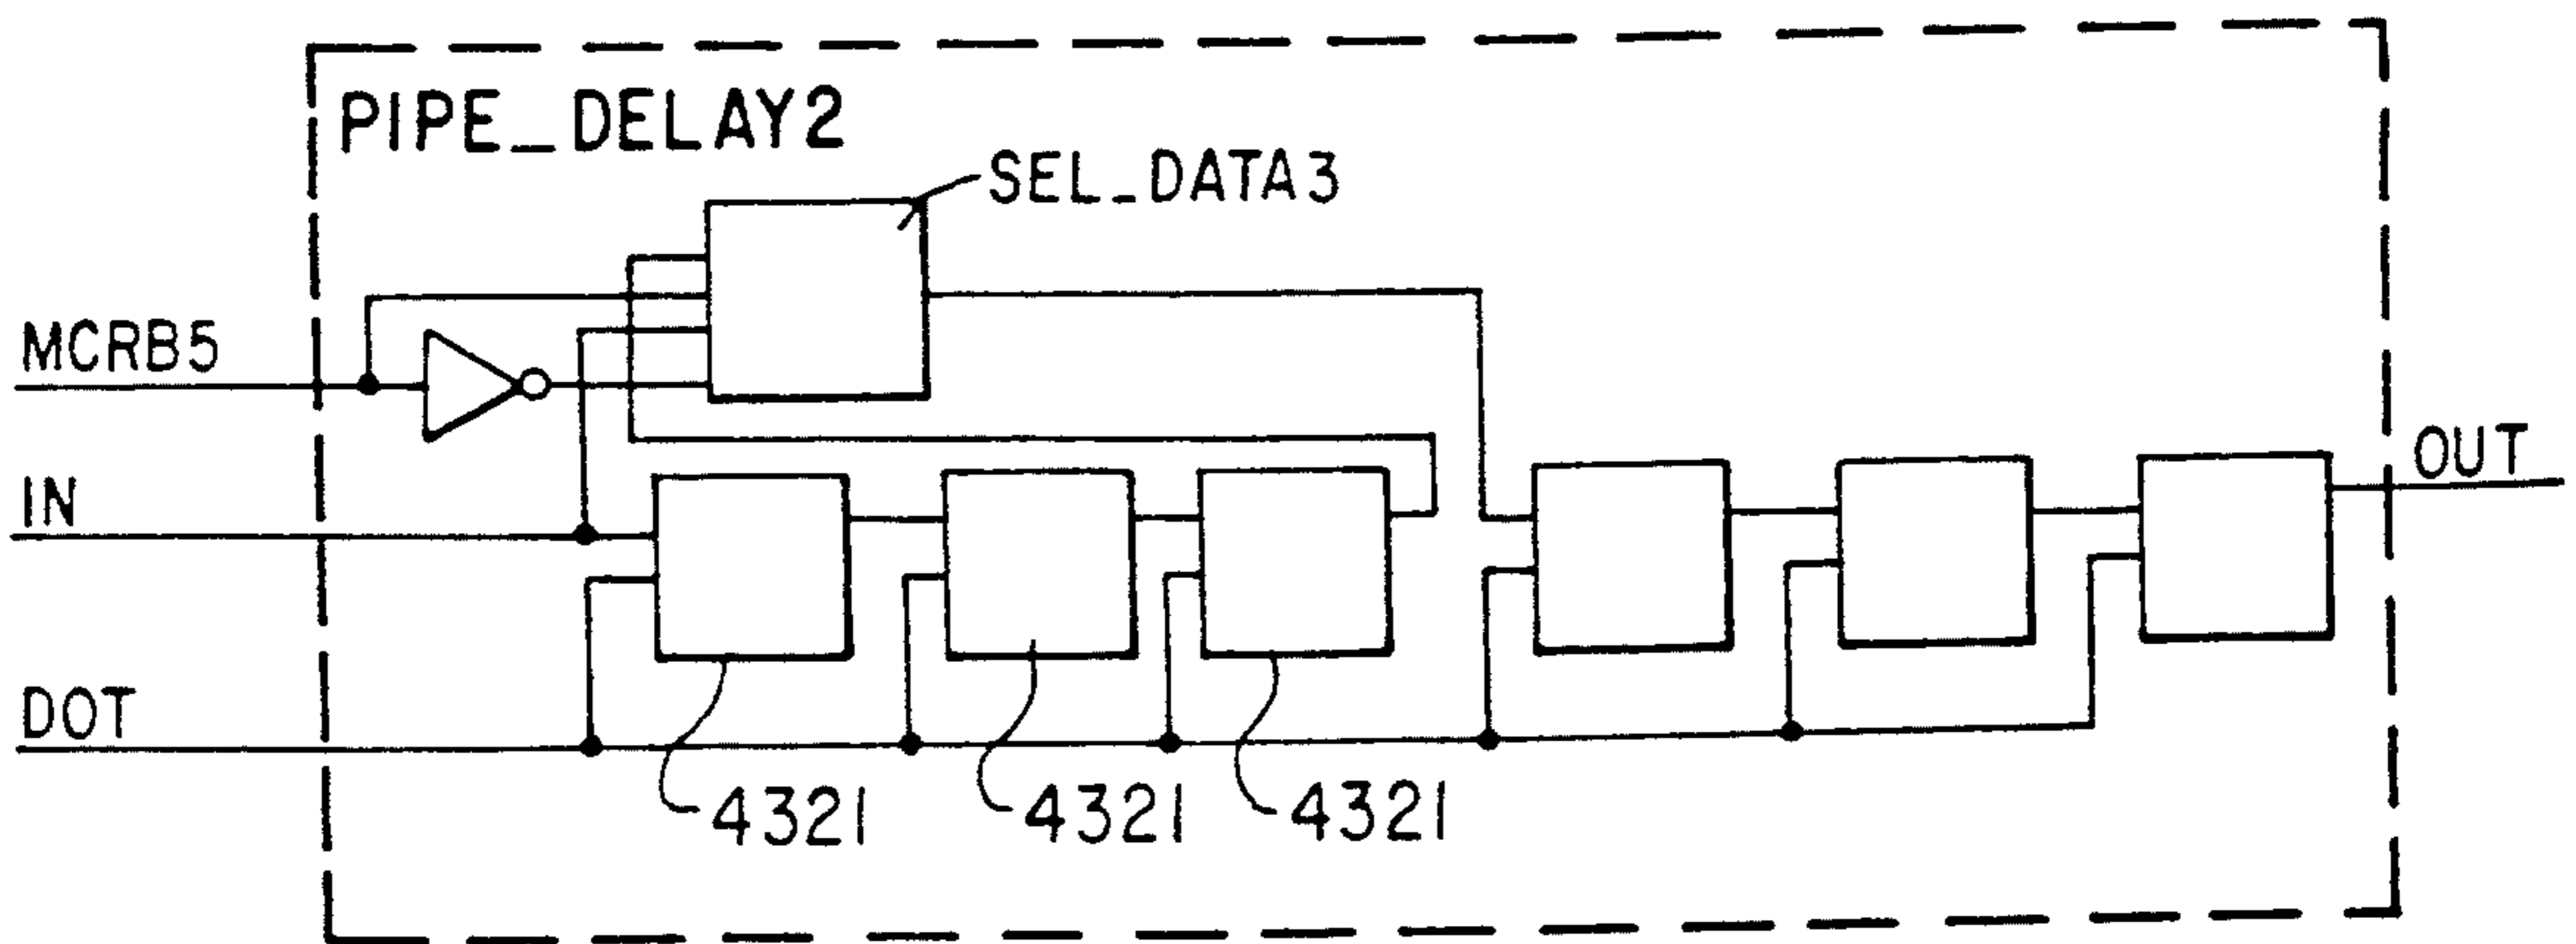 PIPE_DELAY2
SEL_DATA3
MCRB5
IN
OUT
DOT
4321
4321
4321